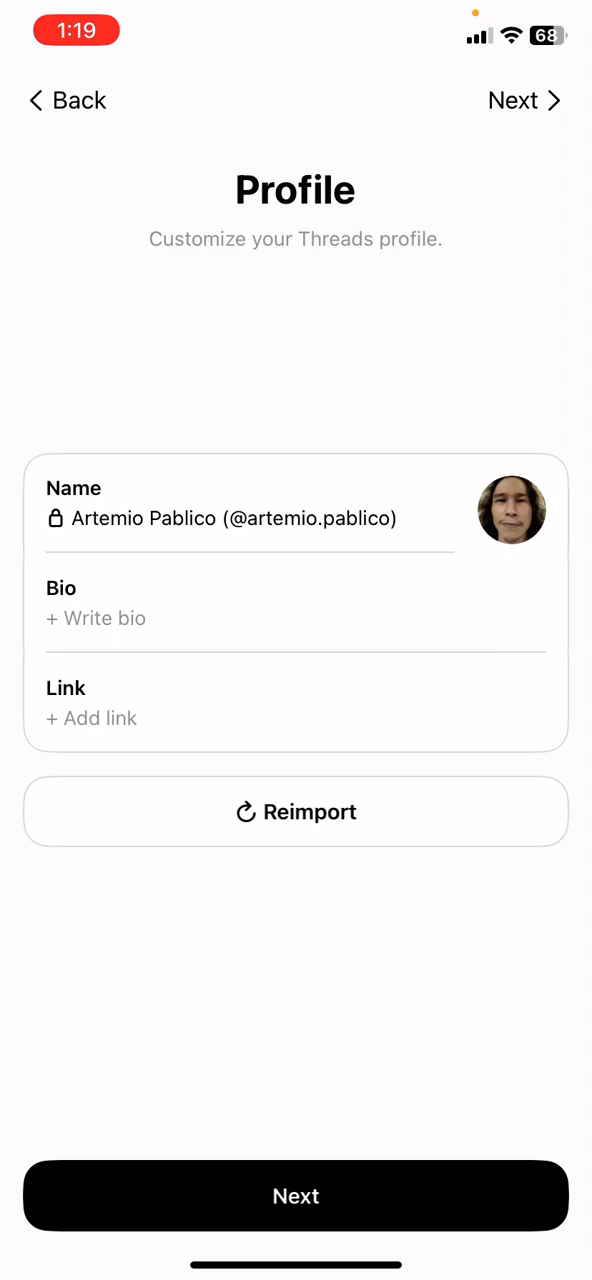 1:19
68
Back
Next
Profile
Customize your Threads profile.
Name
Artemio Pablico (@artemio.pablico)
Bio
+ Write bio
Link
+ Add link
Reimport
Next